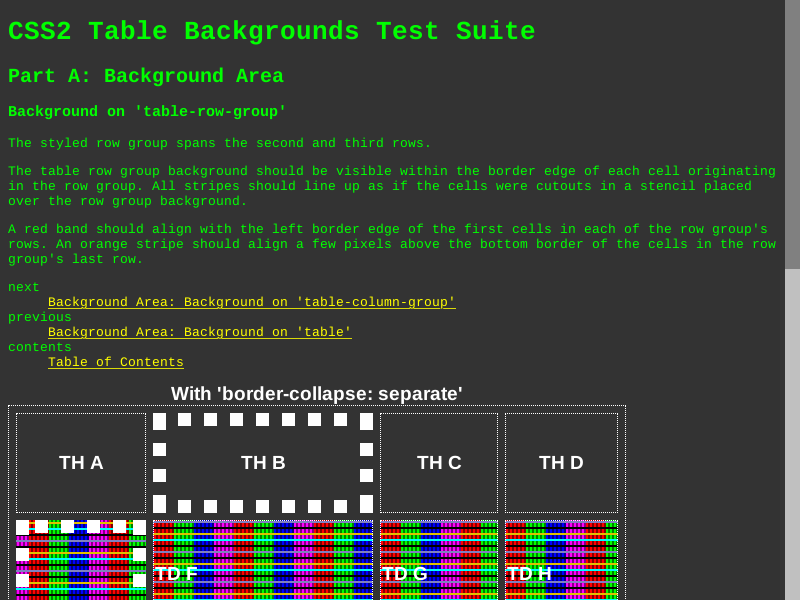 CSS2 Table Backgrounds Test Suite
Part A: Background Area
Background on 'table-row-group'
The styled row group spans the second and third rows.
The table row group background should be visible within the border edge of each cell originating
in the row group. All stripes should line up as if the cells were cutouts in a stencil placed
over the row group background.
A red band should align with the left border edge of the first cells in each of the row group's
rows. An orange stripe should align a few pixels above the bottom border of the cells in the row
group's last row.
next
Background Area: Background on 'table-column-group'
previous
Background Area: Background on 'table'
contents
Table of Contents
With 'border-collapse: separate'
TH A TH B TH C TH D
TD F TD G TD H